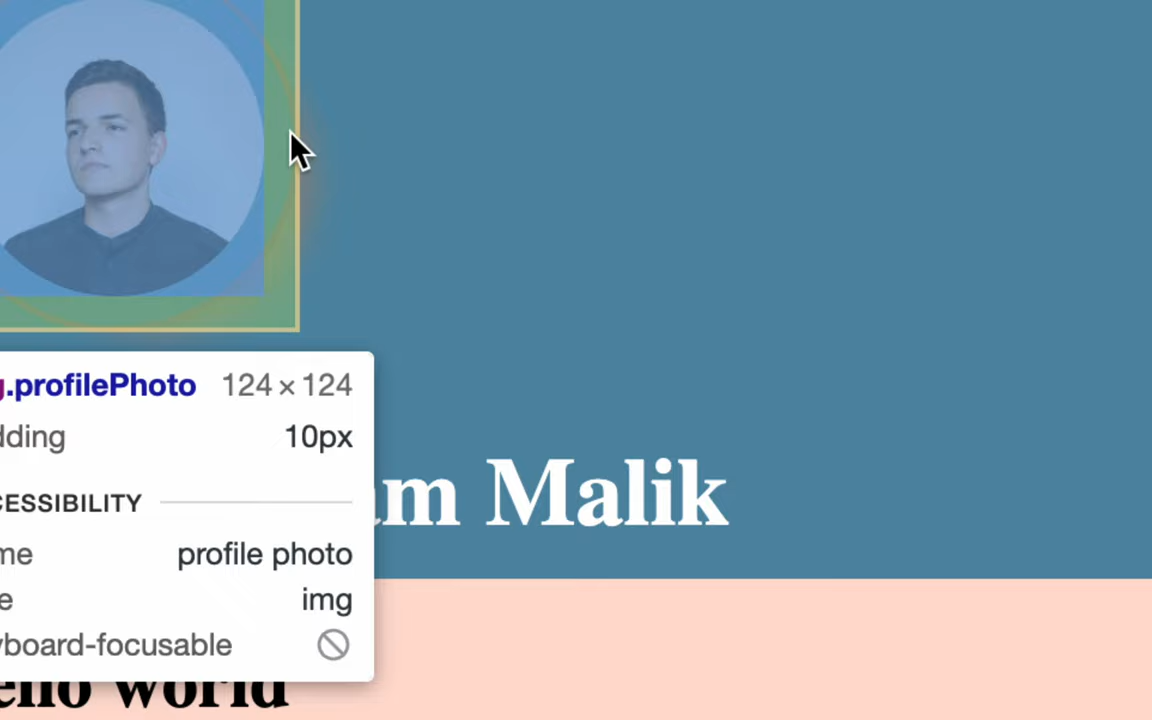 .profilePhoto 124 × 124
dding 10px
CESSIBILITY
me profile photo
e img
yboard-focusable
am Malik
ello world